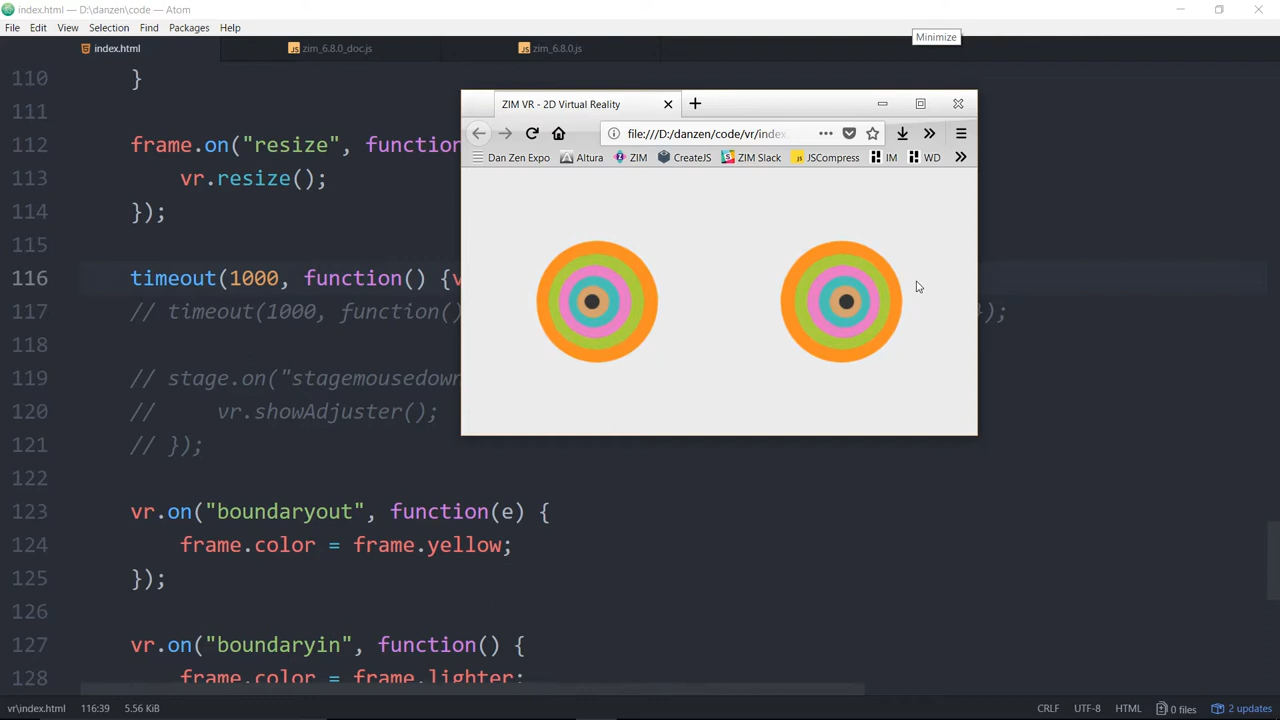 index.html — D:\danzen\code — Atom
File Edit View Selection Find Packages Help
Minimize
index.html
zim_6.8.0_doc.js
zim_6.8.0.js
110 }
111
112 frame.on("resize", function
113 vr.resize();
114 });
115
116 timeout(1000, function() {v
117 // timeout(1000, function() });
118
119 // stage.on("stagemousedown
120 // vr.showAdjuster();
121 // });
122
123 vr.on("boundaryout", function(e) {
124 frame.color = frame.yellow;
125 });
126
127 vr.on("boundaryin", function() {
128 frame.color = frame.lighter;
ZIM VR - 2D Virtual Reality
file:///D:/danzen/code/vr/index.
Dan Zen Expo Altura ZIM CreateJS ZIM Slack JSCompress IM WD
vr\index.html 116:39 5.56 KiB CRLF UTF-8 HTML 0 files 2 updates